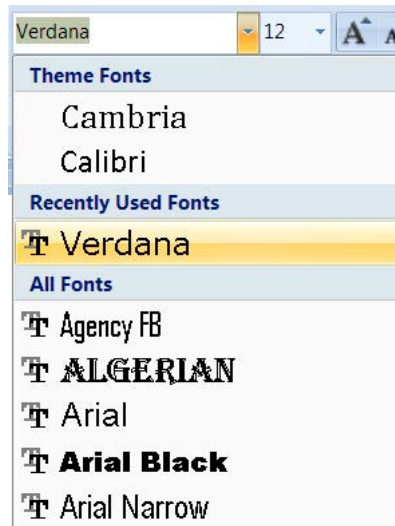 Verdana 12 A A
Theme Fonts
Cambria
Calibri
Recently Used Fonts
Verdana
All Fonts
Agency FB
ALGERIAN
Arial
Arial Black
Arial Narrow